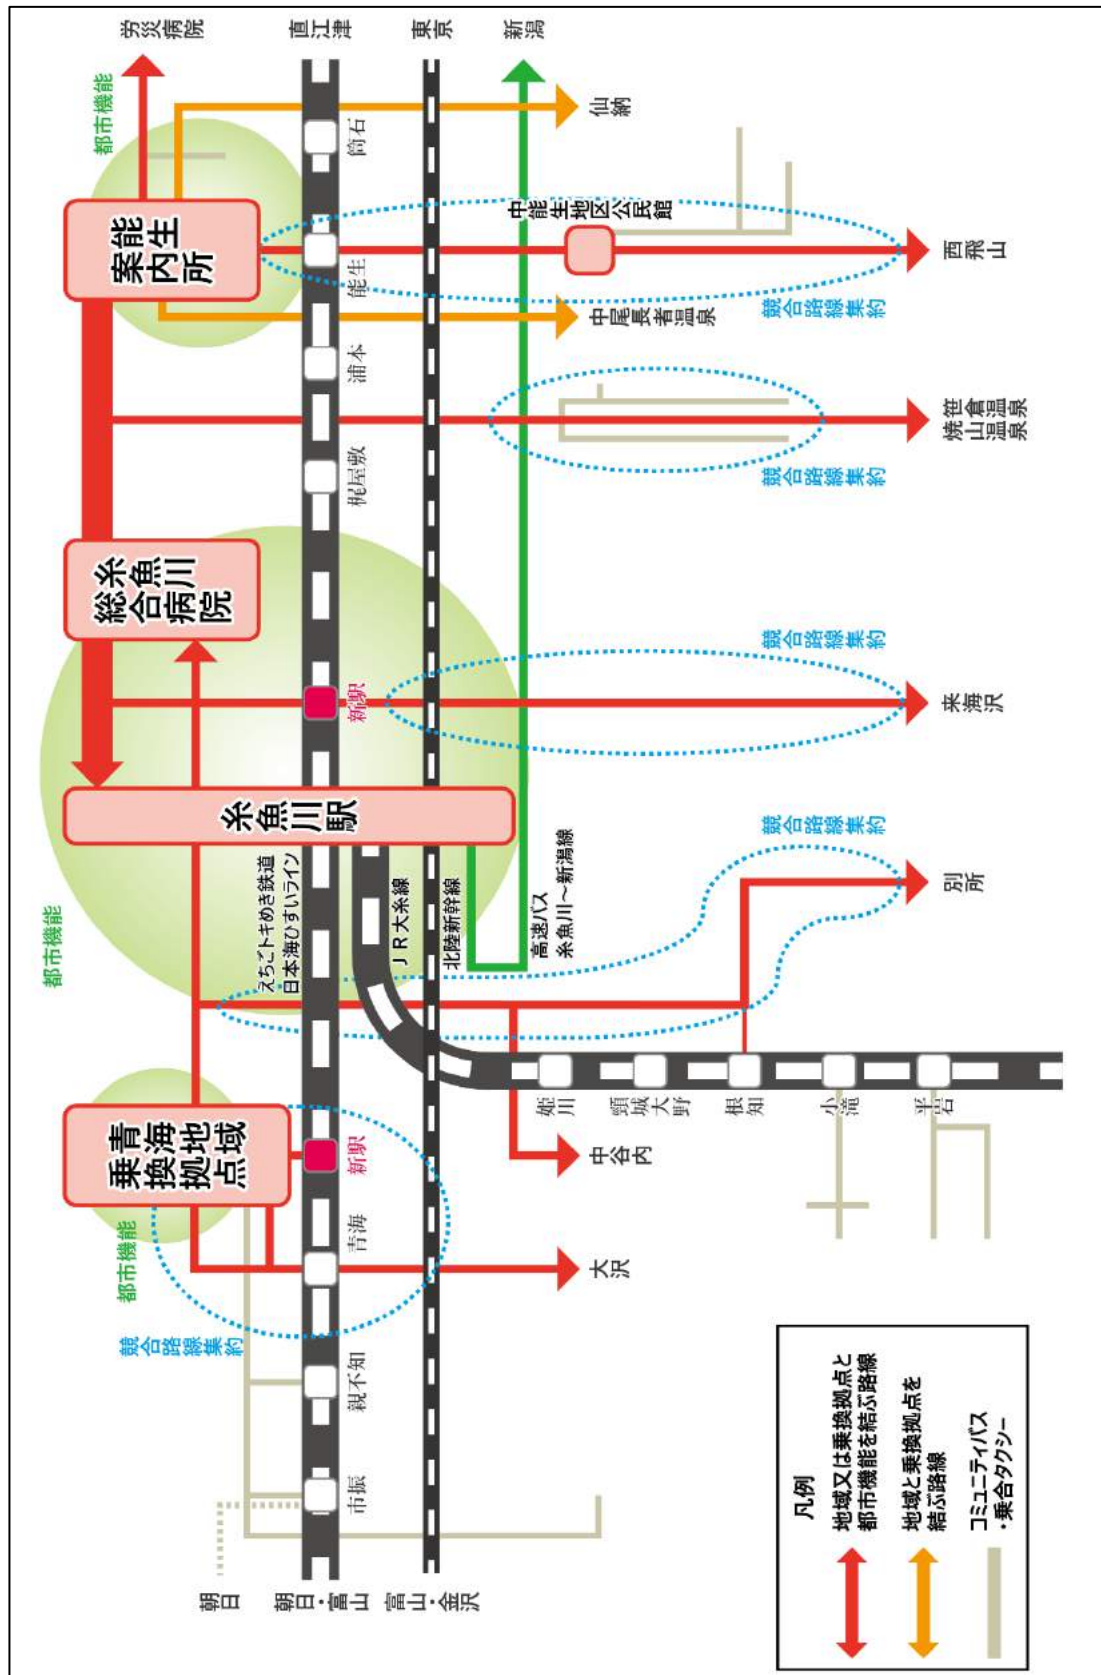 労災病院
直江津
東京
新潟
都市機能
仙納
筒石
能生
案内所
中能生地区公民館
能生
西飛山
競合路線集約
中尾長者温泉
浦本
笹倉温泉
焼山温泉
競合路線集約
梶屋敷
糸魚川
総合病院
新駅
競合路線集約
来海沢
糸魚川駅
都市機能
えちごトキめき鉄道
日本海ひすいライン
ＪＲ大糸線
北陸新幹線
高速バス
糸魚川～新潟線
競合路線集約
別所
姫川
頸城大野
根知
小滝
平岩
中谷内
青海地域
乗換拠点
新駅
都市機能
青海
大沢
競合路線集約
親不知
市振
朝日
朝日・富山
富山・金沢
凡例
地域又は乗換拠点と
都市機能を結ぶ路線
地域と乗換拠点を
結ぶ路線
コミュニティバス
・乗合タクシー